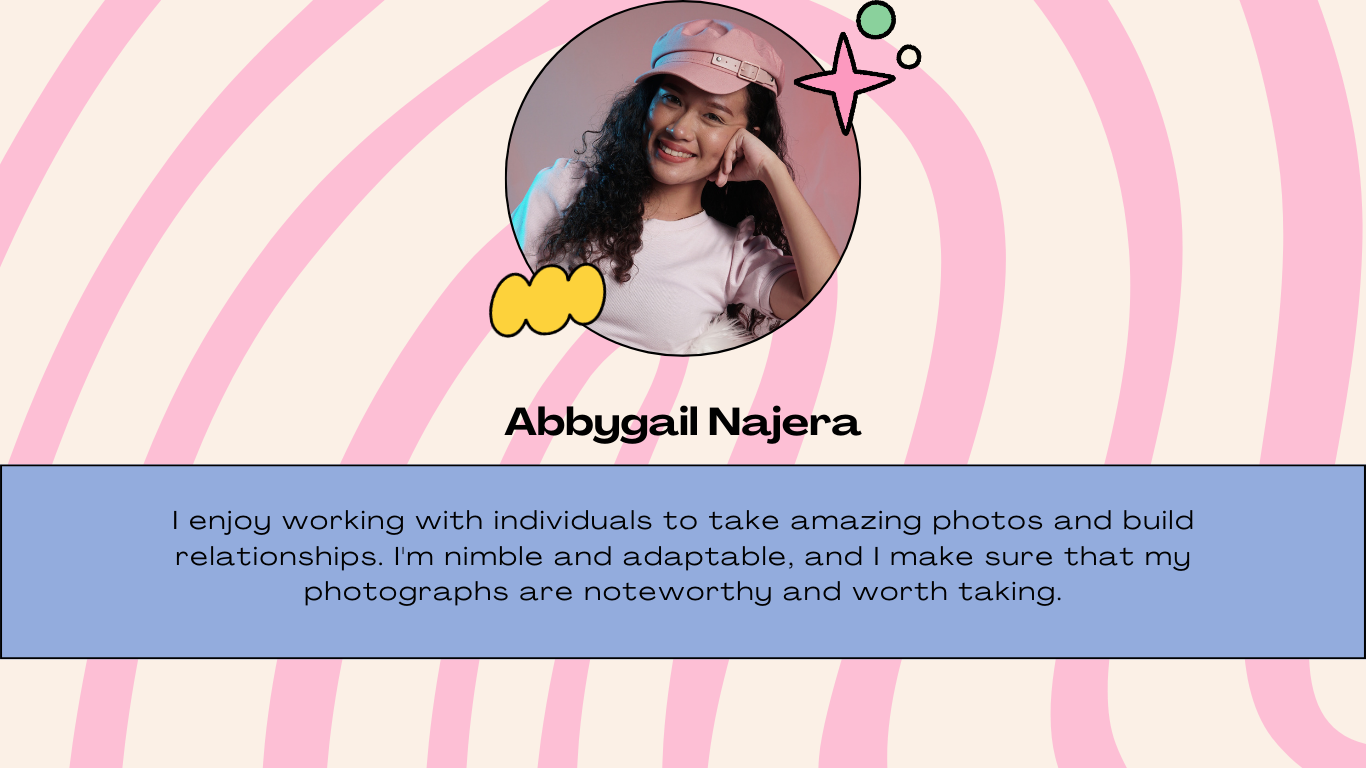 Abbygail Najera
I enjoy working with individuals to take amazing photos and build
relationships. I'm nimble and adaptable, and I make sure that my
photographs are noteworthy and worth taking.